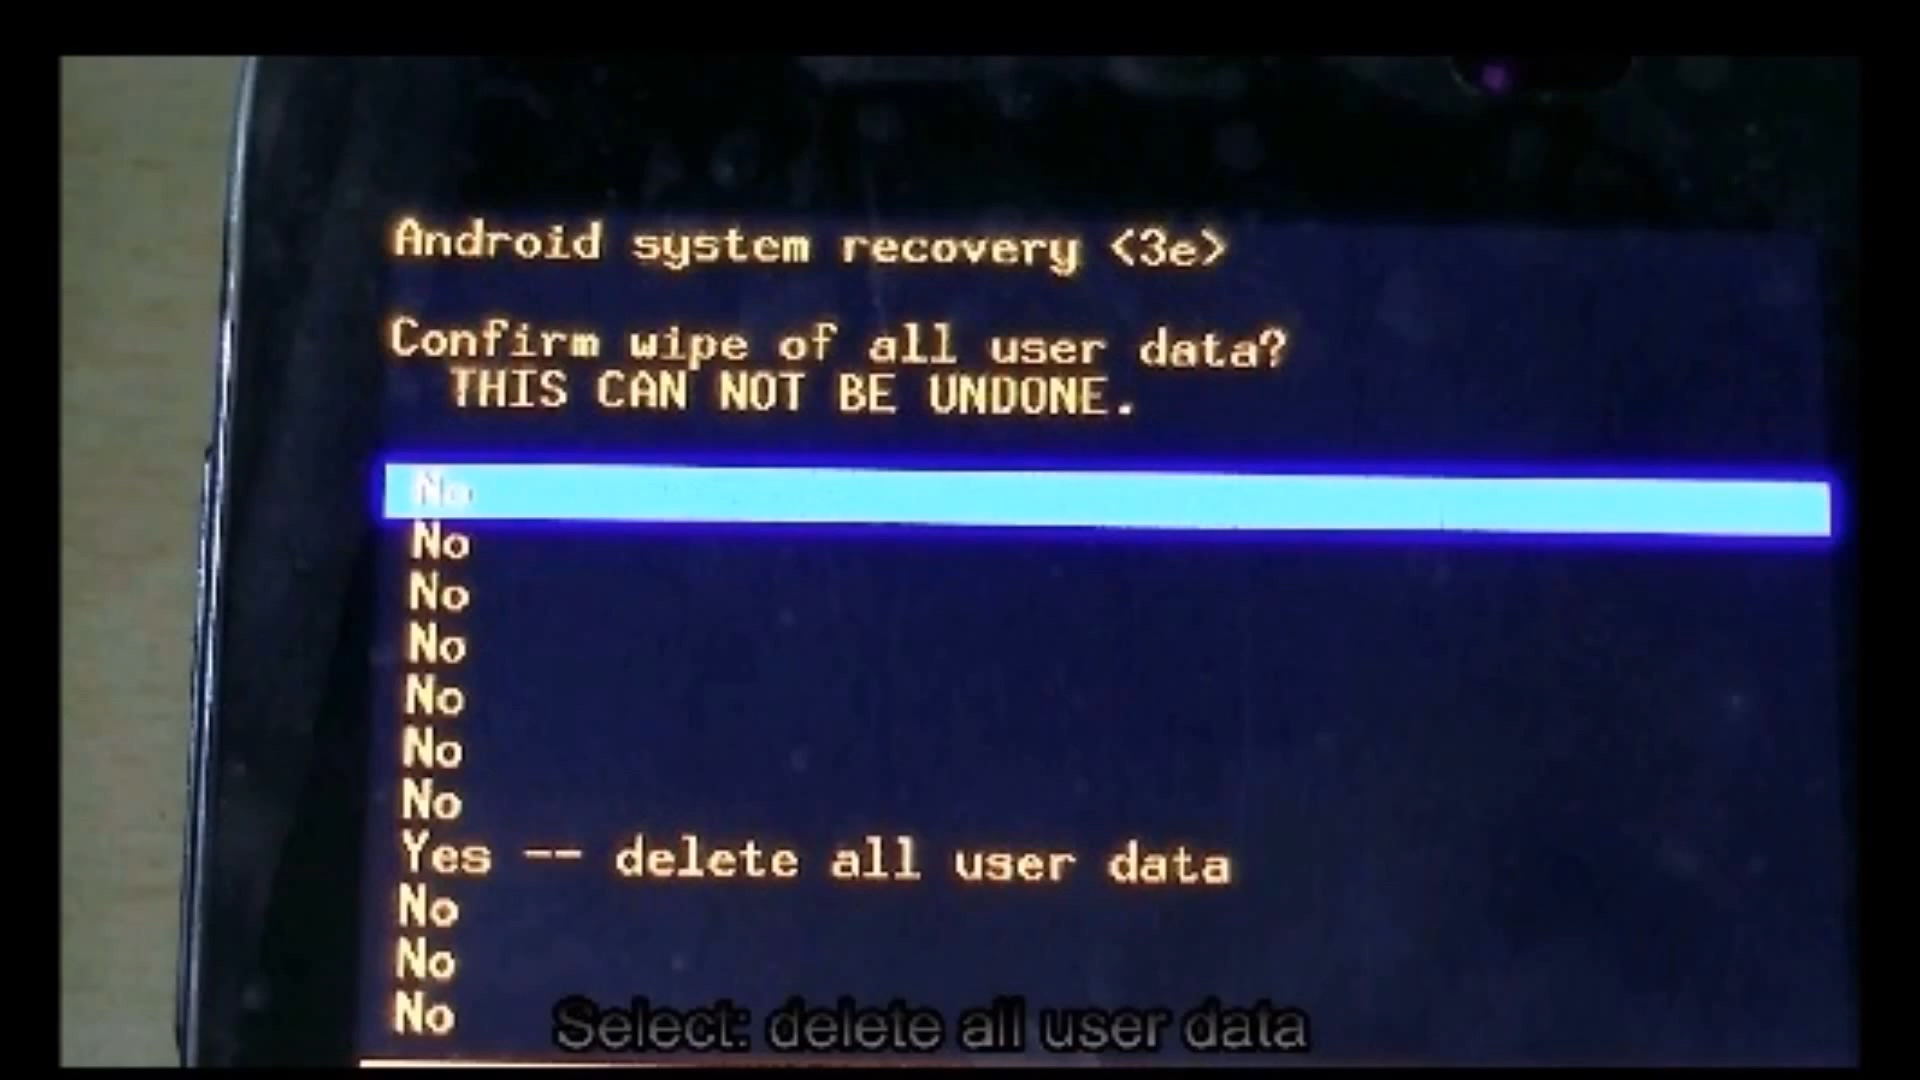 Android system recovery <3e>
Confirm wipe of all user data?
THIS CAN NOT BE UNDONE.
No
No
No
No
No
No
No
Yes -- delete all user data
No
No
No
Select: delete all user data